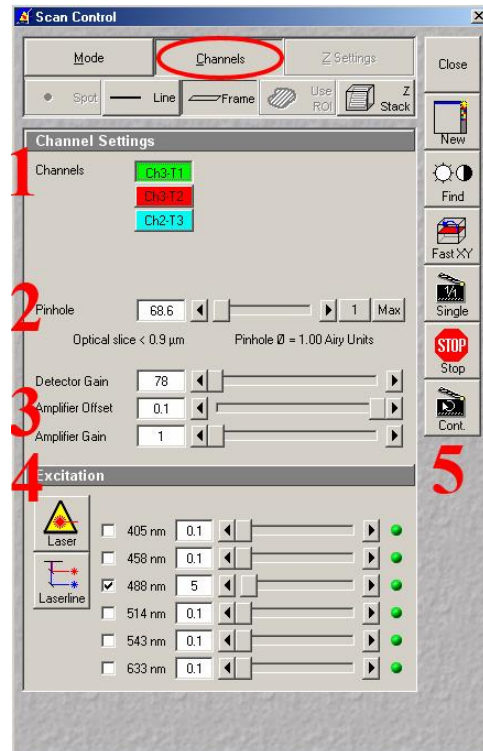 Scan Control
Mode Channels Z Settings
Spot Line Frame Use ROI Z Stack
Close
New
Find
Fast XY
Single
STOP
Stop
Cont.
Channel Settings
1
Channels Ch3-T1
Ch3-T2
Ch2-T3
2
Pinhole 68.6 1 Max
Optical slice < 0.9 µm Pinhole Ø = 1.00 Airy Units
Detector Gain 78
3
Amplifier Offset 0.1
Amplifier Gain 1
4
5
Excitation
Laser
Laserline
405 nm 0.1
458 nm 0.1
488 nm 5
514 nm 0.1
543 nm 0.1
633 nm 0.1